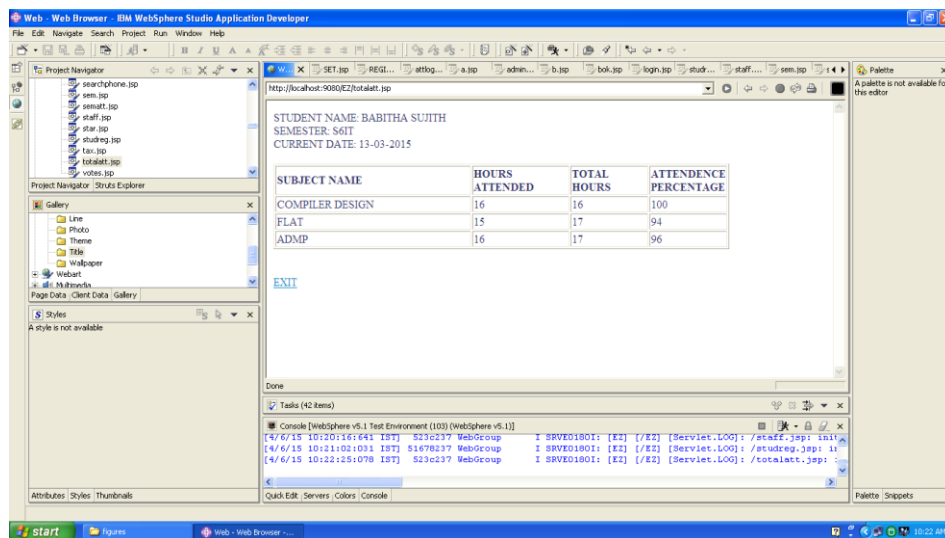 Web - Web Browser - IBM WebSphere Studio Application Developer
File Edit Navigate Search Project Run Window Help
Project Navigator
searchphone.jsp
sem.jsp
sematt.jsp
staff.jsp
star.jsp
studreg.jsp
tax.jsp
totalatt.jsp
votes.jsp
Project Navigator Struts Explorer
Gallery
Line
Photo
Theme
Title
Wallpaper
Webart
Multimedia
Page Data Client Data Gallery
Styles
A style is not available
Attributes Styles Thumbnails
W... SET.jsp REGI... attlog... a.jsp admin... b.jsp bok.jsp login.jsp studr... staff.... sem.jsp
http://localhost:9080/EZ/totalatt.jsp
STUDENT NAME: BABITHA SUJITH
SEMESTER: S6IT
CURRENT DATE: 13-03-2015
SUBJECT NAME HOURS ATTENDED TOTAL HOURS ATTENDENCE PERCENTAGE
COMPILER DESIGN 16 16 100
FLAT 15 17 94
ADMP 16 17 96
EXIT
Done
Tasks (42 items)
Console [WebSphere v5.1 Test Environment (103) (WebSphere v5.1)]
[4/6/15 10:20:16:641 IST] 523c237 WebGroup I SRVE0180I: [EZ] [/EZ] [Servlet.LOG]: /staff.jsp: init
[4/6/15 10:21:02:031 IST] 51678237 WebGroup I SRVE0180I: [EZ] [/EZ] [Servlet.LOG]: /studreg.jsp:
[4/6/15 10:22:25:078 IST] 523c237 WebGroup I SRVE0180I: [EZ] [/EZ] [Servlet.LOG]: /totalatt.jsp:
Quick Edit Servers Colors Console
Palette
A palette is not available fo
this editor
Palette Snippets
start figures Web - Web Browser -... 10:22 AM